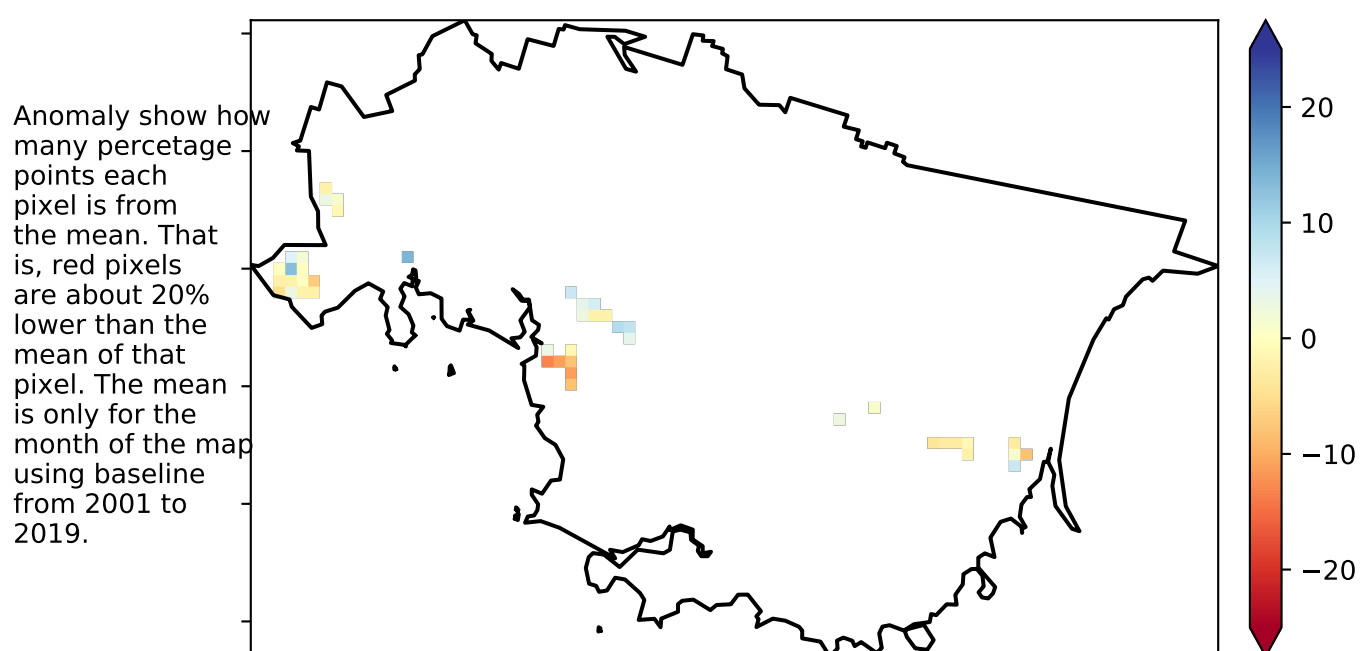 Anomaly show how
many percetage
points each
pixel is from
the mean. That
is, red pixels
are about 20%
lower than the
mean of that
pixel. The mean
is only for the
month of the map
using baseline
from 2001 to
2019.
20
10
0
−10
−20